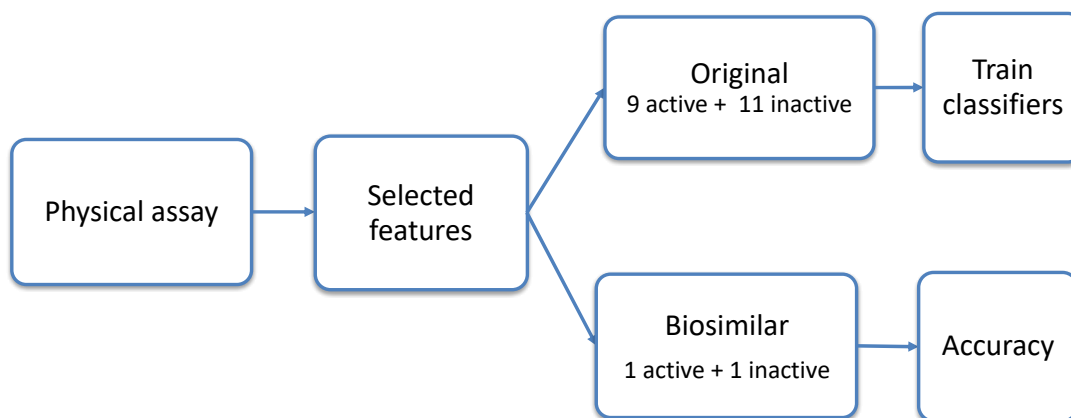 Physical assay
Selected
features
Original
9 active + 11 inactive
Train
classifiers
Biosimilar
1 active + 1 inactive
Accuracy